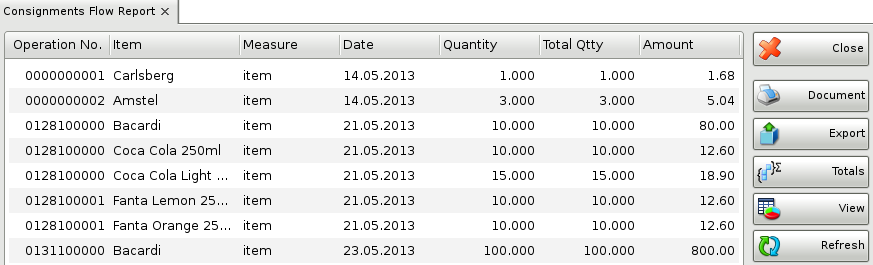 Consignments Flow Report ×
Operation No. Item Measure Date Quantity Total Qtty Amount
0000000001 Carlsberg item 14.05.2013 1.000 1.000 1.68
0000000002 Amstel item 14.05.2013 3.000 3.000 5.04
0128100000 Bacardi item 21.05.2013 10.000 10.000 80.00
0128100000 Coca Cola 250ml item 21.05.2013 10.000 10.000 12.60
0128100000 Coca Cola Light ... item 21.05.2013 15.000 15.000 18.90
0128100001 Fanta Lemon 25... item 21.05.2013 10.000 10.000 12.60
0128100001 Fanta Orange 25... item 21.05.2013 10.000 10.000 12.60
0131100000 Bacardi item 23.05.2013 100.000 100.000 800.00
Close
Document
Export
{}Σ Totals
View
Refresh